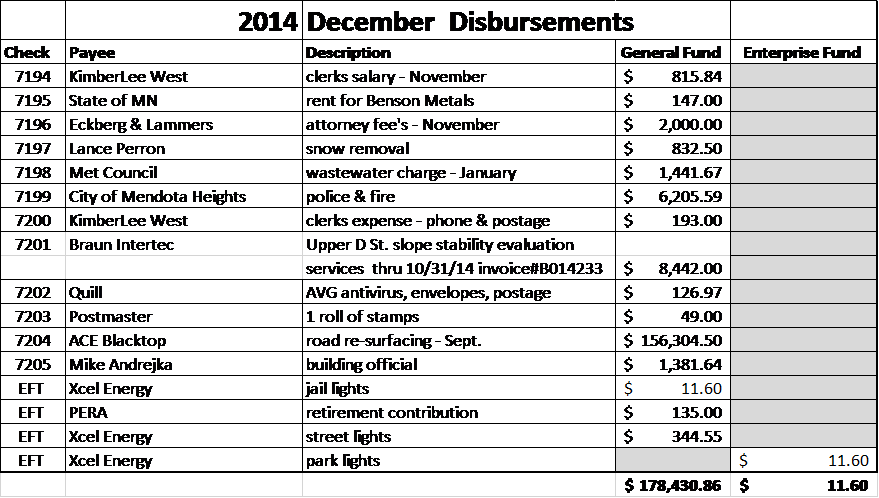 2014 December Disbursements
Check Payee Description General Fund Enterprise Fund
7194 KimberLee West clerks salary - November $ 815.84
7195 State of MN rent for Benson Metals $ 147.00
7196 Eckberg & Lammers attorney fee's - November $ 2,000.00
7197 Lance Perron snow removal $ 832.50
7198 Met Council wastewater charge - January $ 1,441.67
7199 City of Mendota Heights police & fire $ 6,205.59
7200 KimberLee West clerks expense - phone & postage $ 193.00
7201 Braun Intertec Upper D St. slope stability evaluation
services thru 10/31/14 invoice#B014233 $ 8,442.00
7202 Quill AVG antivirus, envelopes, postage $ 126.97
7203 Postmaster 1 roll of stamps $ 49.00
7204 ACE Blacktop road re-surfacing - Sept. $ 156,304.50
7205 Mike Andrejka building official $ 1,381.64
EFT Xcel Energy jail lights $ 11.60
EFT PERA retirement contribution $ 135.00
EFT Xcel Energy street lights $ 344.55
EFT Xcel Energy park lights $ 11.60
$ 178,430.86 $ 11.60